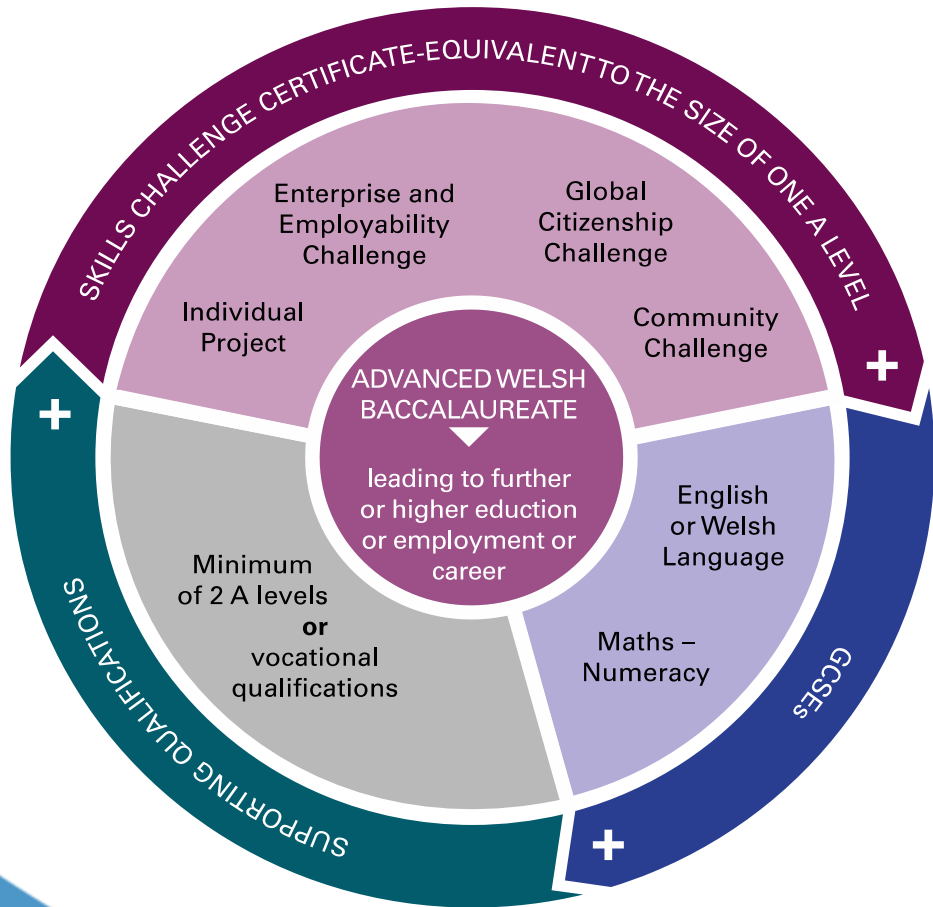 SKILLS CHALLENGE CERTIFICATE-EQUIVALENT TO THE SIZE OF ONE A LEVEL
Enterprise and
Employability
Challenge
Global
Citizenship
Challenge
Individual
Project
Community
Challenge
+
+
ADVANCED WELSH
BACCALAUREATE
leading to further
or higher eduction
or employment or
career
English
or Welsh
Language
Maths –
Numeracy
GCSEs
+
Minimum
of 2 A levels
or
vocational
qualifications
SUPPORTING QUALIFICATIONS